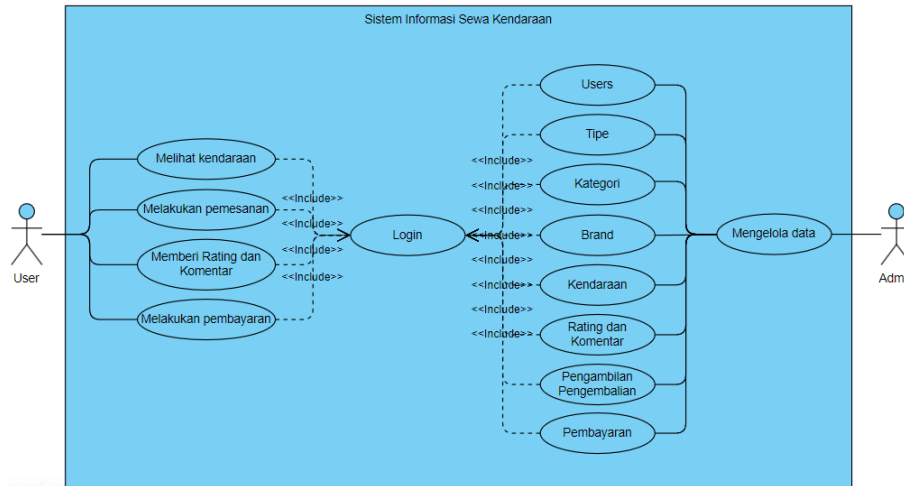 Sistem Informasi Sewa Kendaraan
Users
Tipe
Melihat kendaraan
<<Include>>
<<Include>>
Kategori
<<Include>>
Melakukan pemesanan
<<Include>>
<<Include>>
Login
<<Include>>
Brand
Mengelola data
Memberi Rating dan
Komentar
<<Include>>
<<Include>>
User
Admi
<<Include>>
<<Include>>
Kendaraan
Melakukan pembayaran
<<Include>>
<<Include>>
Rating dan
Komentar
Pengambilan
Pengembalian
Pembayaran